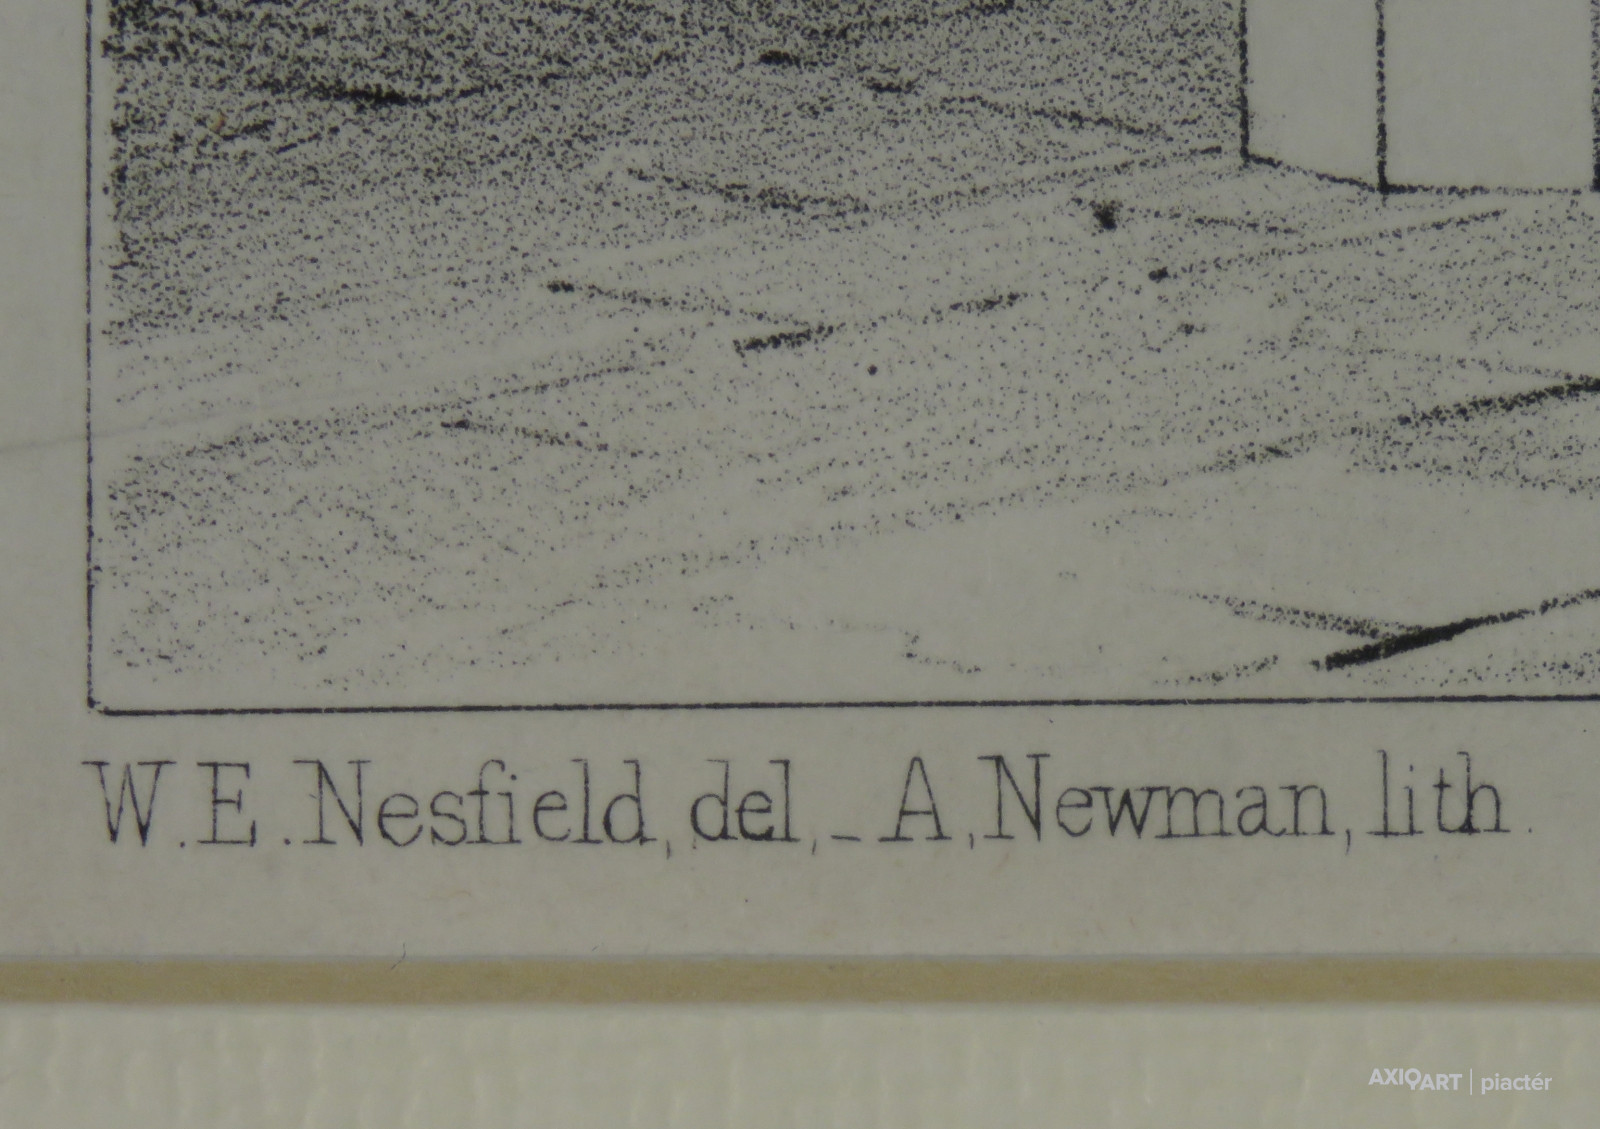 W.E.Nesfield, del, - A, Newman, lith.
AXIOART | piactér